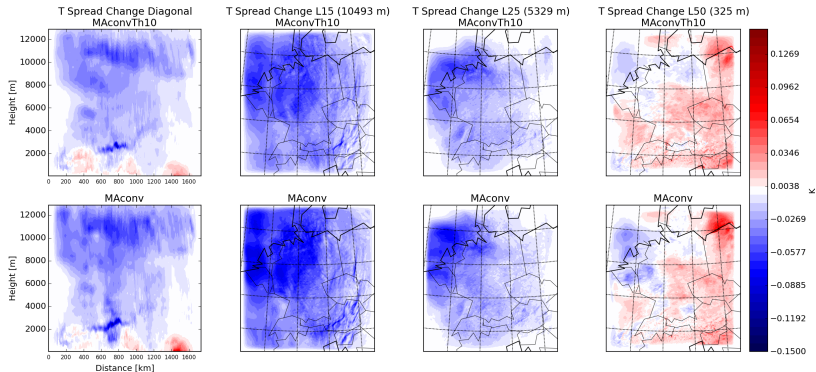 T Spread Change Diagonal
MAconvTh10
T Spread Change L15 (10493 m)
MAconvTh10
T Spread Change L25 (5329 m)
MAconvTh10
T Spread Change L50 (325 m)
MAconvTh10
Height [m]
12000
10000
8000
6000
4000
2000
0 200 400 600 800 1000 1200 1400 1600
MAconv
MAconv
MAconv
MAconv
Height [m]
12000
10000
8000
6000
4000
2000
0 200 400 600 800 1000 1200 1400 1600
Distance [km]
0.1269
0.0962
0.0654
0.0346
0.0038
−0.0269
−0.0577
−0.0885
−0.1192
−0.1500
K